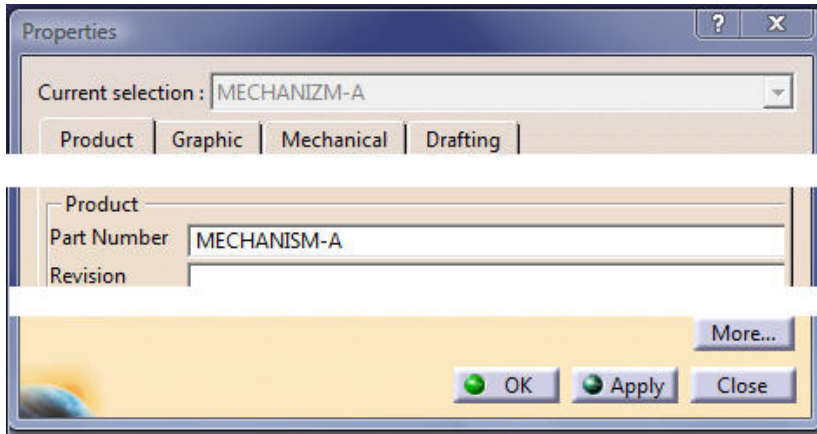 Properties
? X
Current selection : MECHANIZM-A
Product Graphic Mechanical Drafting
Product
Part Number MECHANISM-A
Revision
More...
OK Apply Close